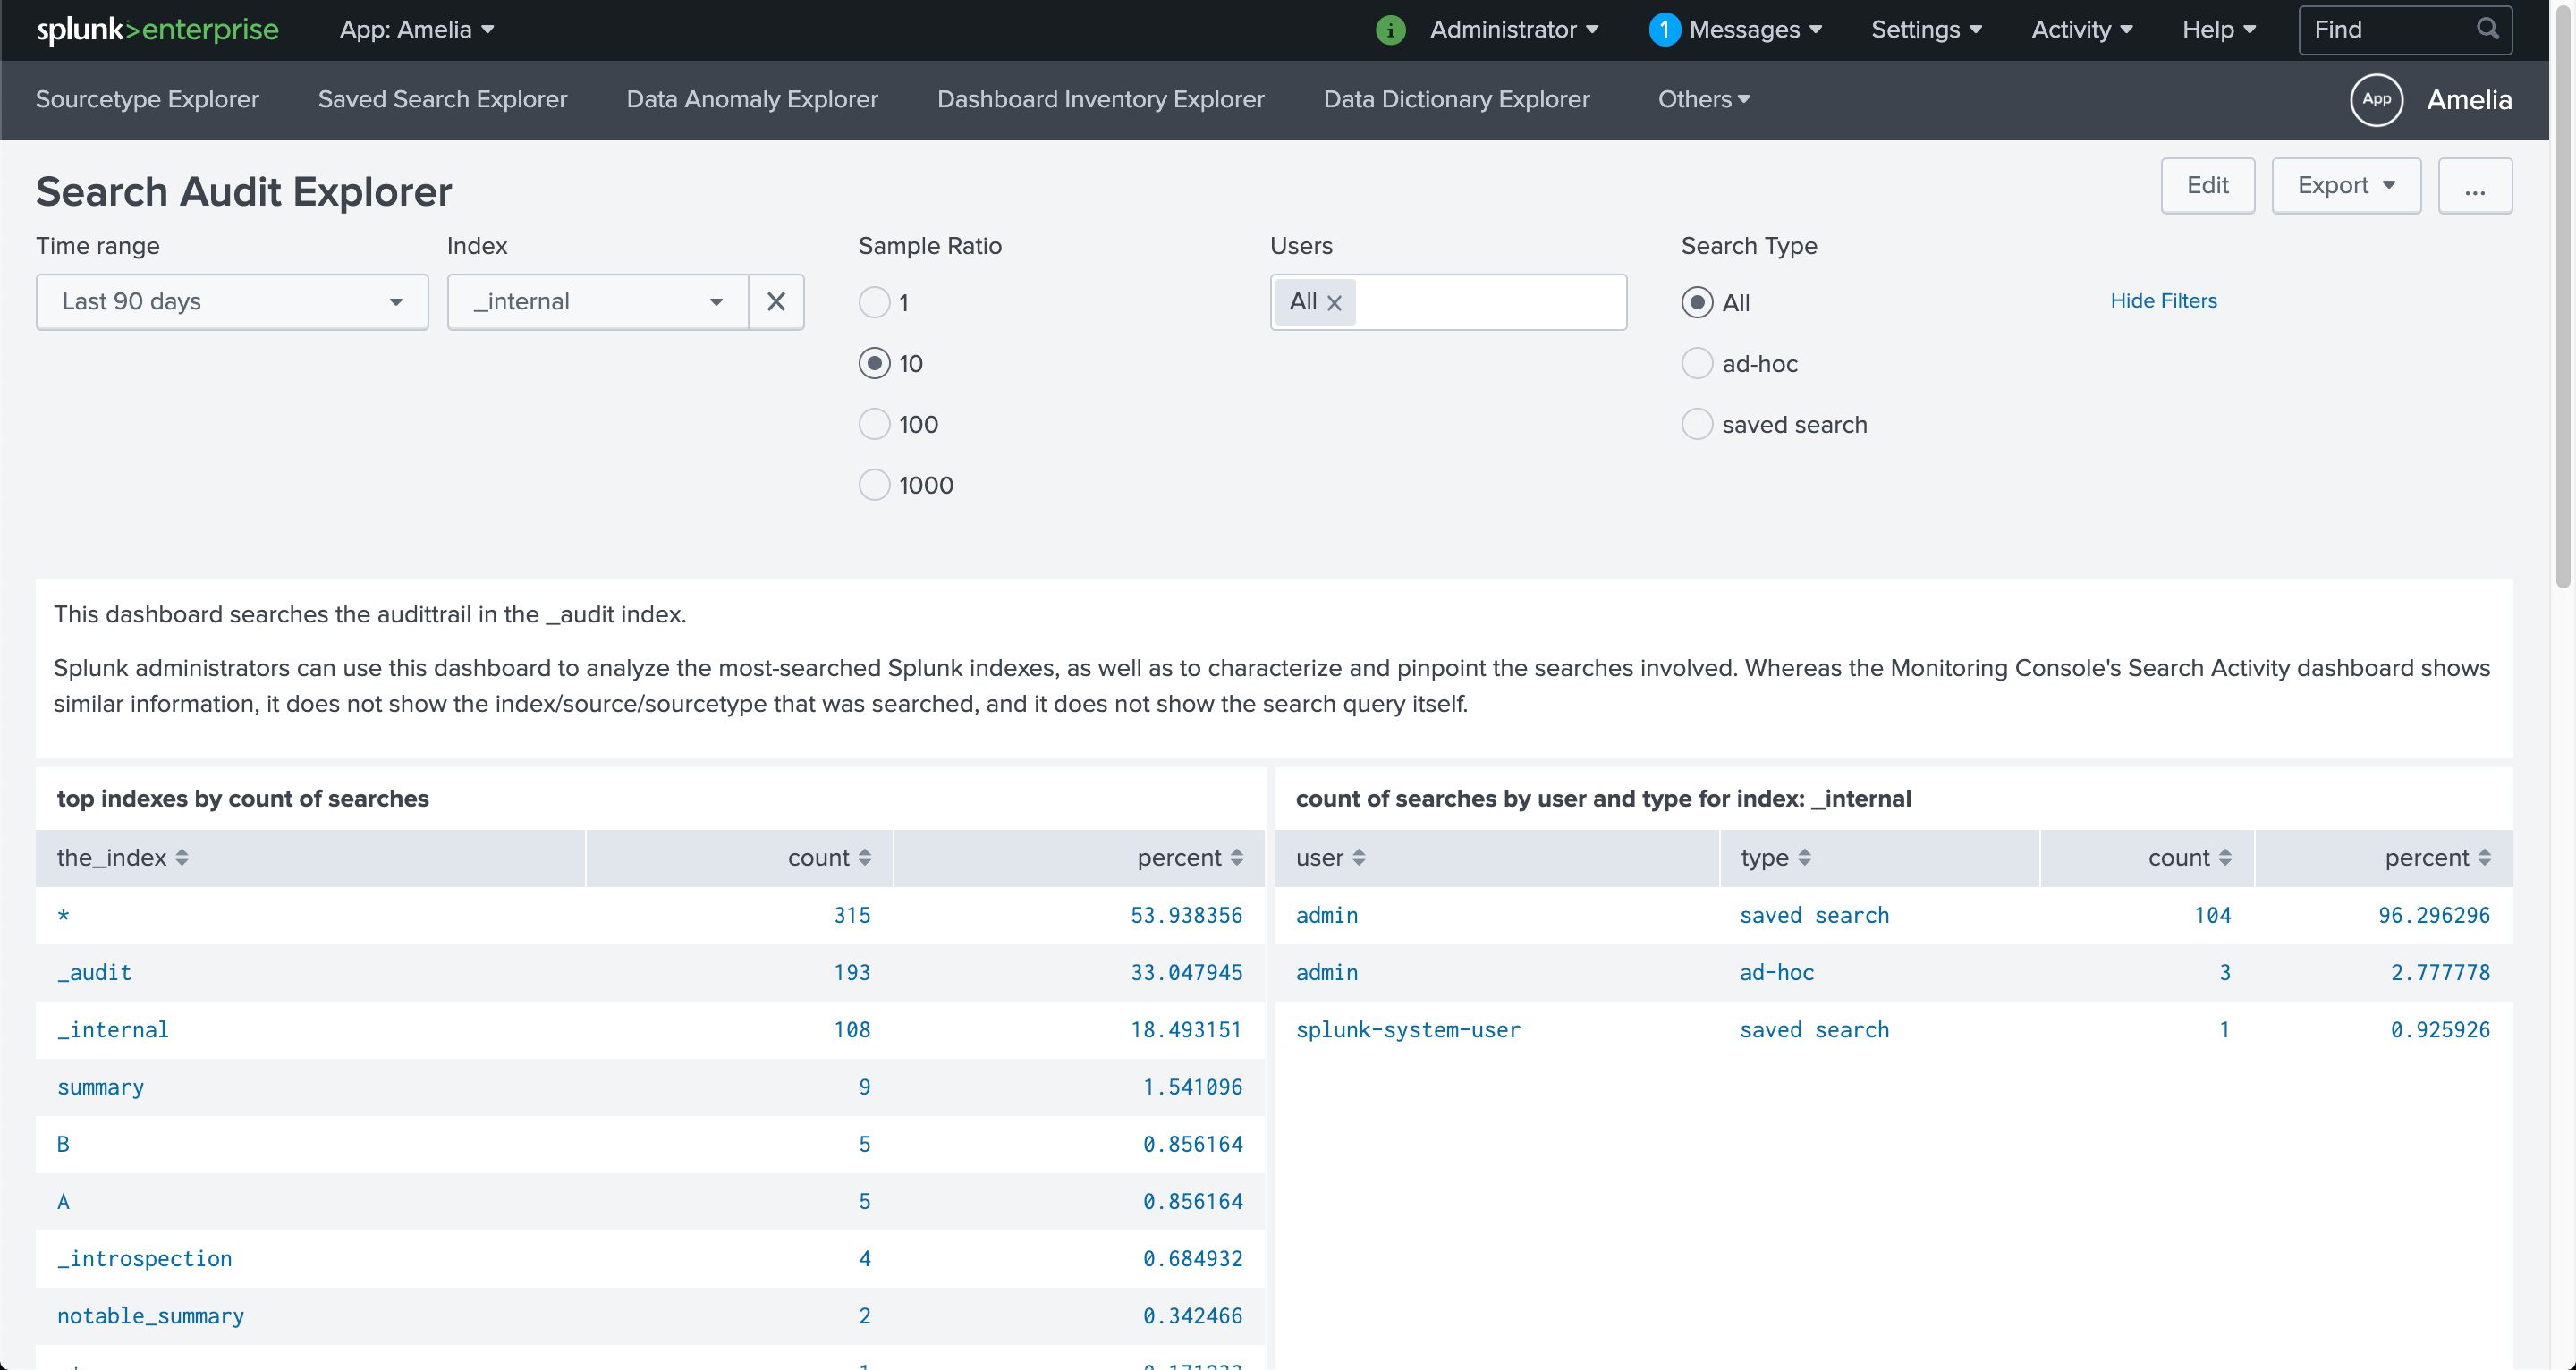 splunk>enterprise App: Amelia i Administrator 1 Messages Settings Activity Help Find
Sourcetype Explorer Saved Search Explorer Data Anomaly Explorer Dashboard Inventory Explorer Data Dictionary Explorer Others App Amelia
Search Audit Explorer Edit Export ...
Time range Index Sample Ratio Users Search Type
Last 90 days _internal 1 All All Hide Filters
10 ad-hoc
100 saved search
1000
This dashboard searches the audittrail in the _audit index.
Splunk administrators can use this dashboard to analyze the most-searched Splunk indexes, as well as to characterize and pinpoint the searches involved. Whereas the Monitoring Console's Search Activity dashboard shows
similar information, it does not show the index/source/sourcetype that was searched, and it does not show the search query itself.
top indexes by count of searches
the_index count percent
* 315 53.938356
_audit 193 33.047945
_internal 108 18.493151
summary 9 1.541096
B 5 0.856164
A 5 0.856164
_introspection 4 0.684932
notable_summary 2 0.342466
count of searches by user and type for index: _internal
user type count percent
admin saved search 104 96.296296
admin ad-hoc 3 2.777778
splunk-system-user saved search 1 0.925926